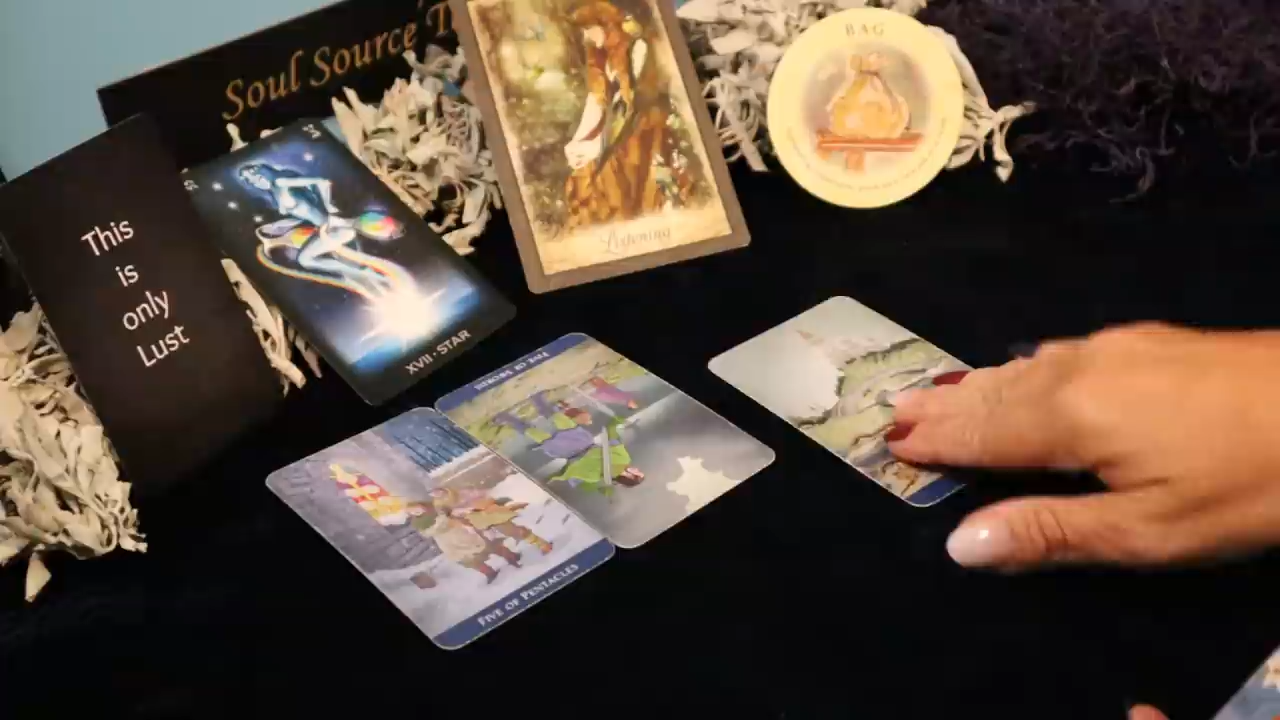 Soul Source T
BAG
This
is
only
Lust
XVII · STAR
Listening
FIVE OF SWORDS
FIVE OF PENTACLES